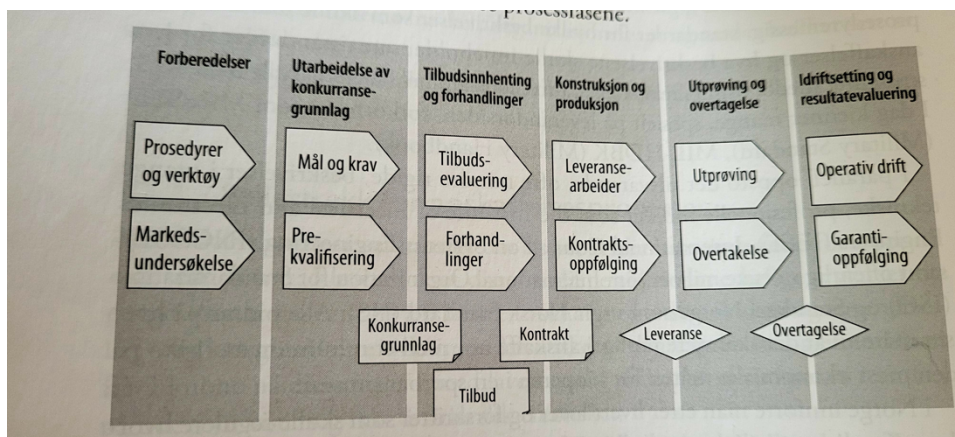 prosessfasene.
Forberedelser
Utarbeidelse av
konkurranse-
grunnlag
Tilbudsinnhenting
og forhandlinger
Konstruksjon og
produksjon
Utprøving og
overtagelse
Idriftsetting og
resultatevaluering
Prosedyrer
og verktøy
Mål og krav
Tilbuds-
evaluering
Leveranse-
arbeider
Utprøving
Operativ drift
Markeds-
undersøkelse
Pre-
kvalifisering
Forhand-
linger
Kontrakts-
oppfølging
Overtakelse
Garanti-
oppfølging
Konkurranse-
grunnlag
Kontrakt
Leveranse
Overtagelse
Tilbud